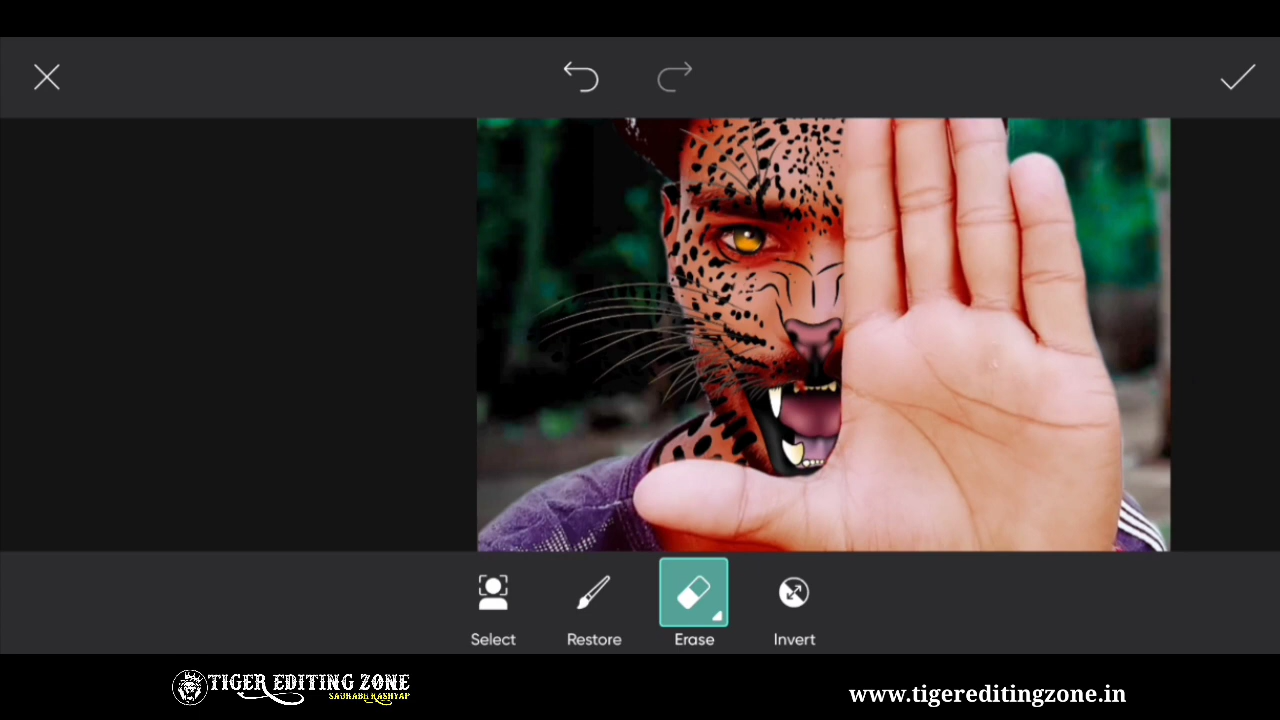 Select Restore Erase Invert
TIGER EDITING ZONE
SAURABH KASHYAP
www.tigereditingzone.in